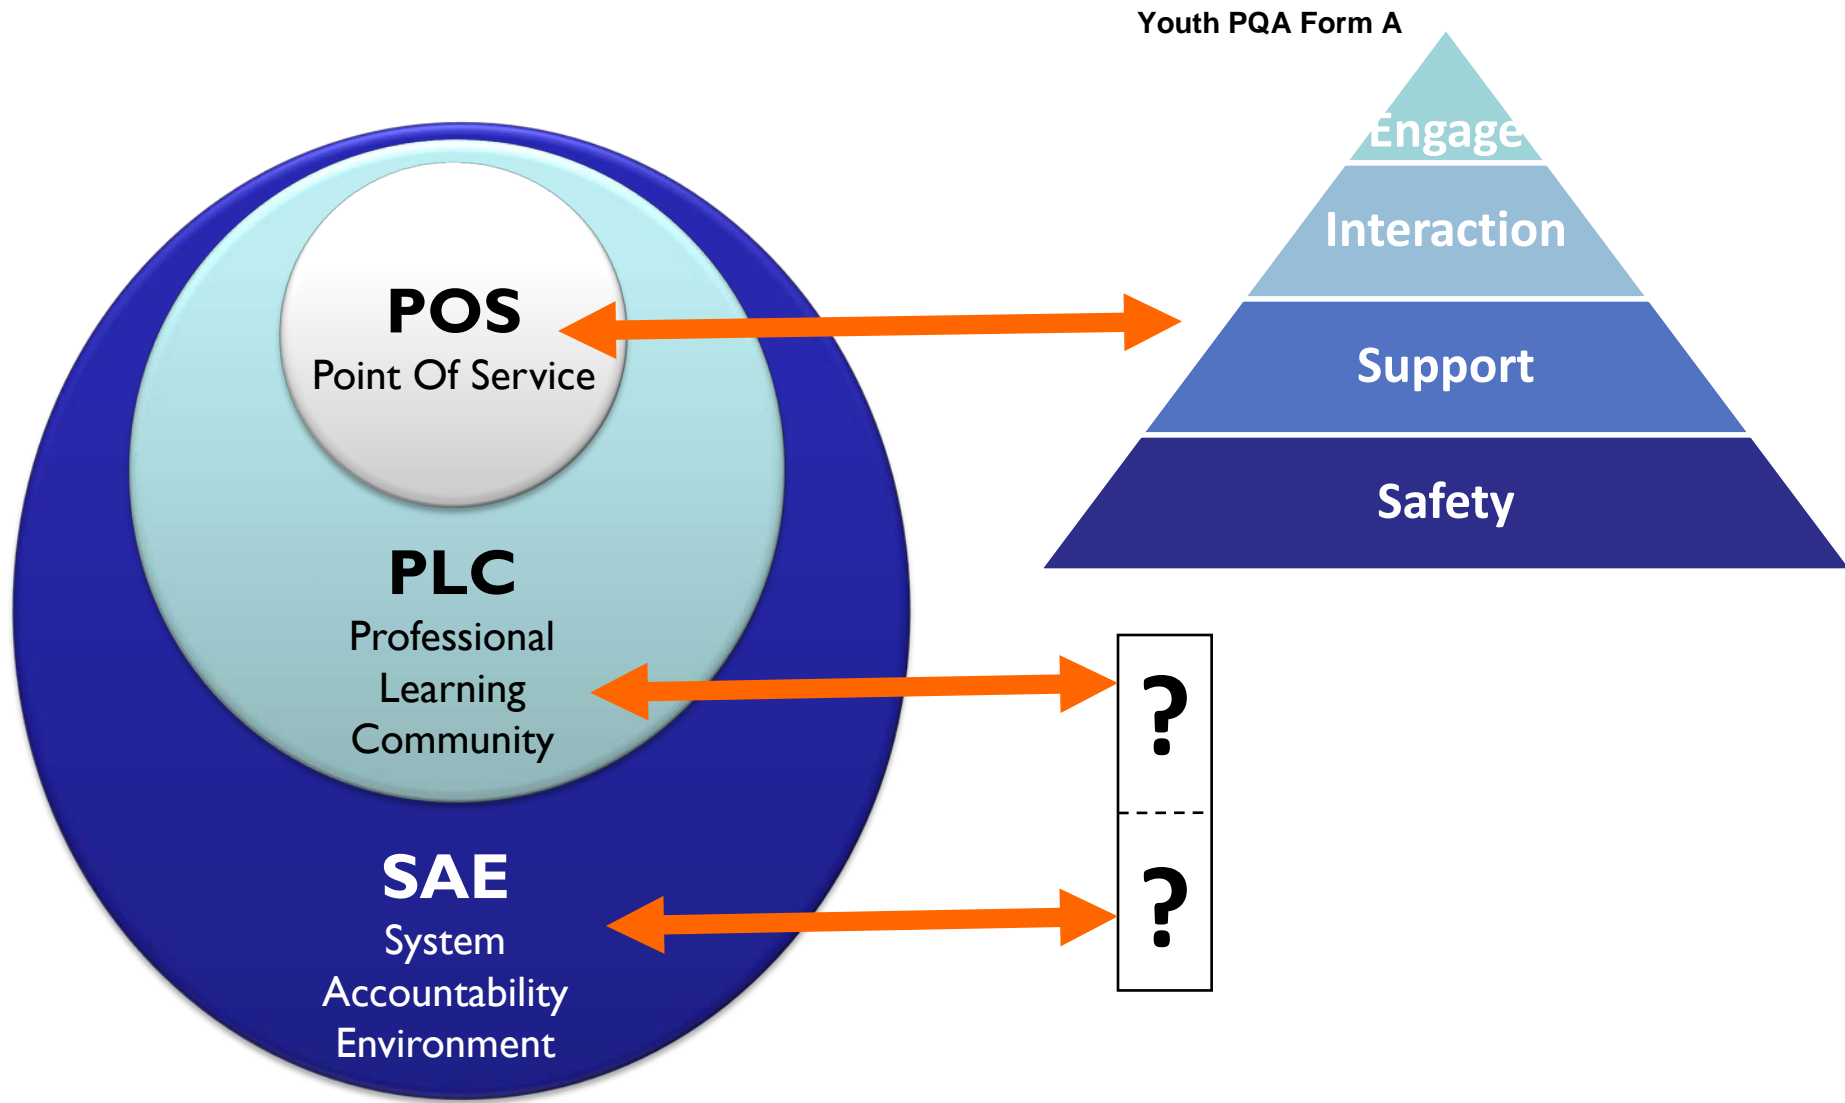 Youth PQA Form A
Engage
Interaction
Support
Safety
POS
Point Of Service
PLC
Professional
Learning
Community
SAE
System
Accountability
Environment
?
?